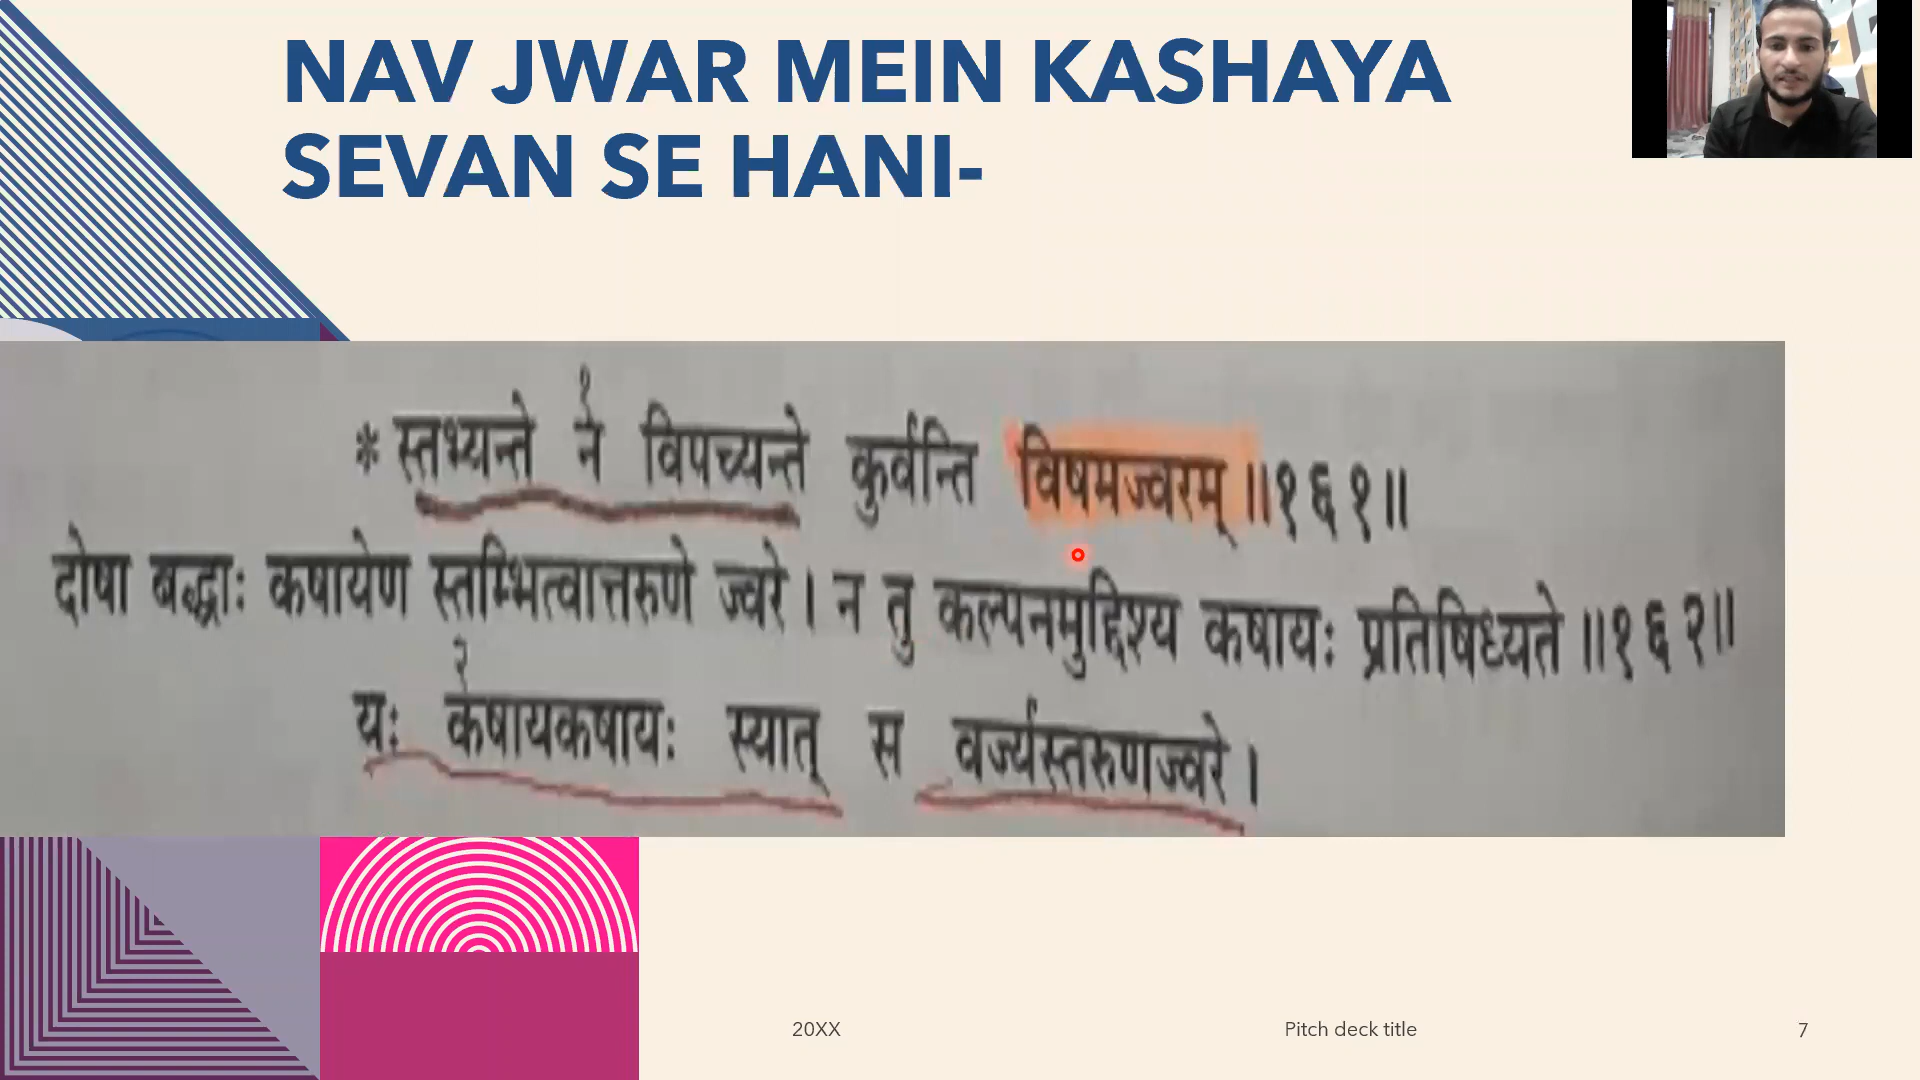 NAV JWAR MEIN KASHAYA
SEVAN SE HANI-
१
* स्तभ्यन्ते न विपच्यन्ते कुर्वन्ति विषमज्वरम् ॥१६१॥
दोषा बद्धाः कषायेण स्तम्भित्वात्तरुणे ज्वरे । न तु कल्पनमुद्दिश्य कषायः प्रतिषिध्यते ॥१६२॥
२
यः कषायकषायः स्यात् स वर्ज्यस्तरुणज्वरे ।
20XX Pitch deck title 7